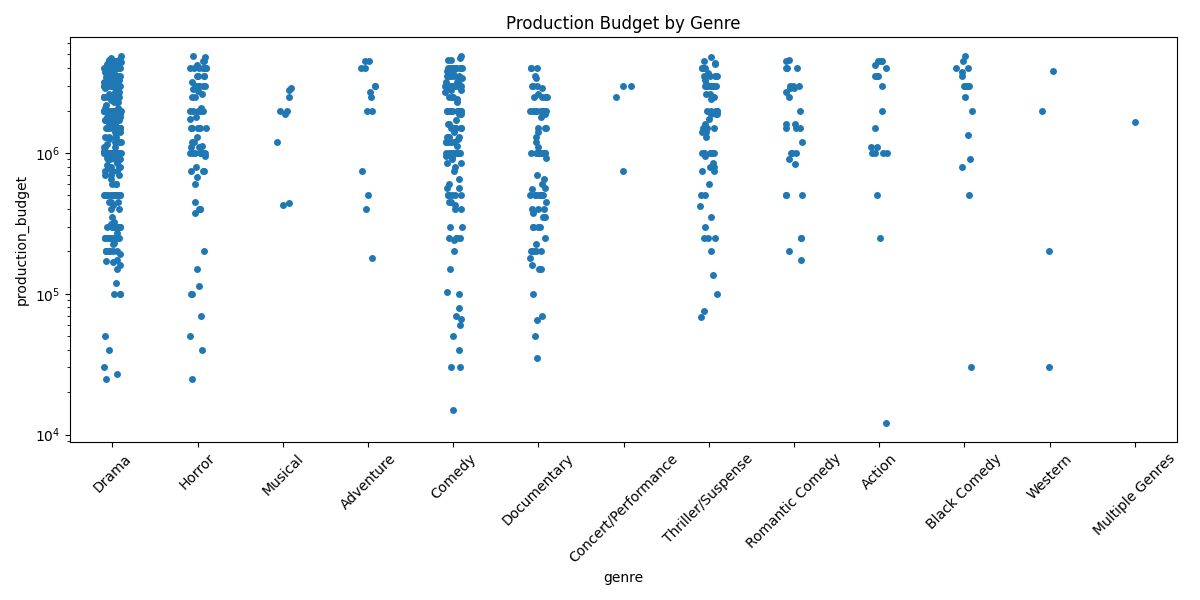 Production Budget by Genre
production_budget
10^6
10^5
10^4
Drama
Horror
Musical
Adventure
Comedy
Documentary
Concert/Performance
Thriller/Suspense
Romantic Comedy
Action
Black Comedy
Western
Multiple Genres
genre